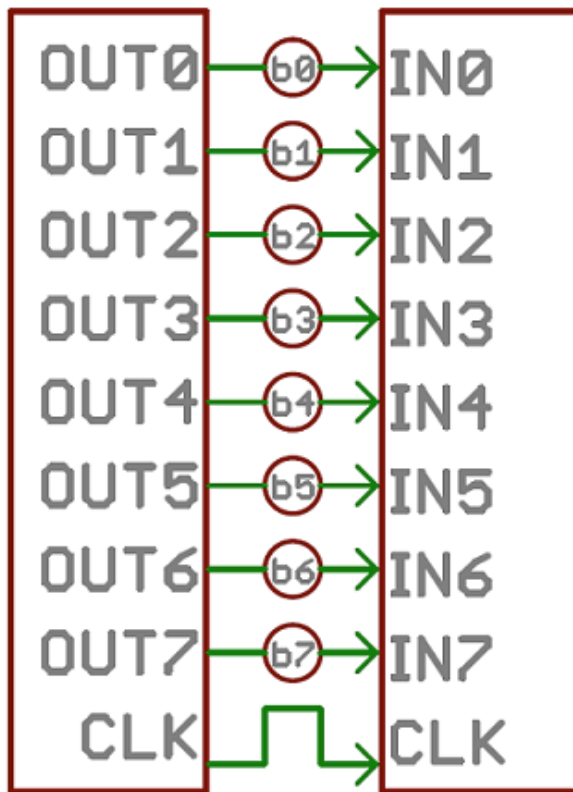 OUT0 b0 IN0
OUT1 b1 IN1
OUT2 b2 IN2
OUT3 b3 IN3
OUT4 b4 IN4
OUT5 b5 IN5
OUT6 b6 IN6
OUT7 b7 IN7
CLK CLK